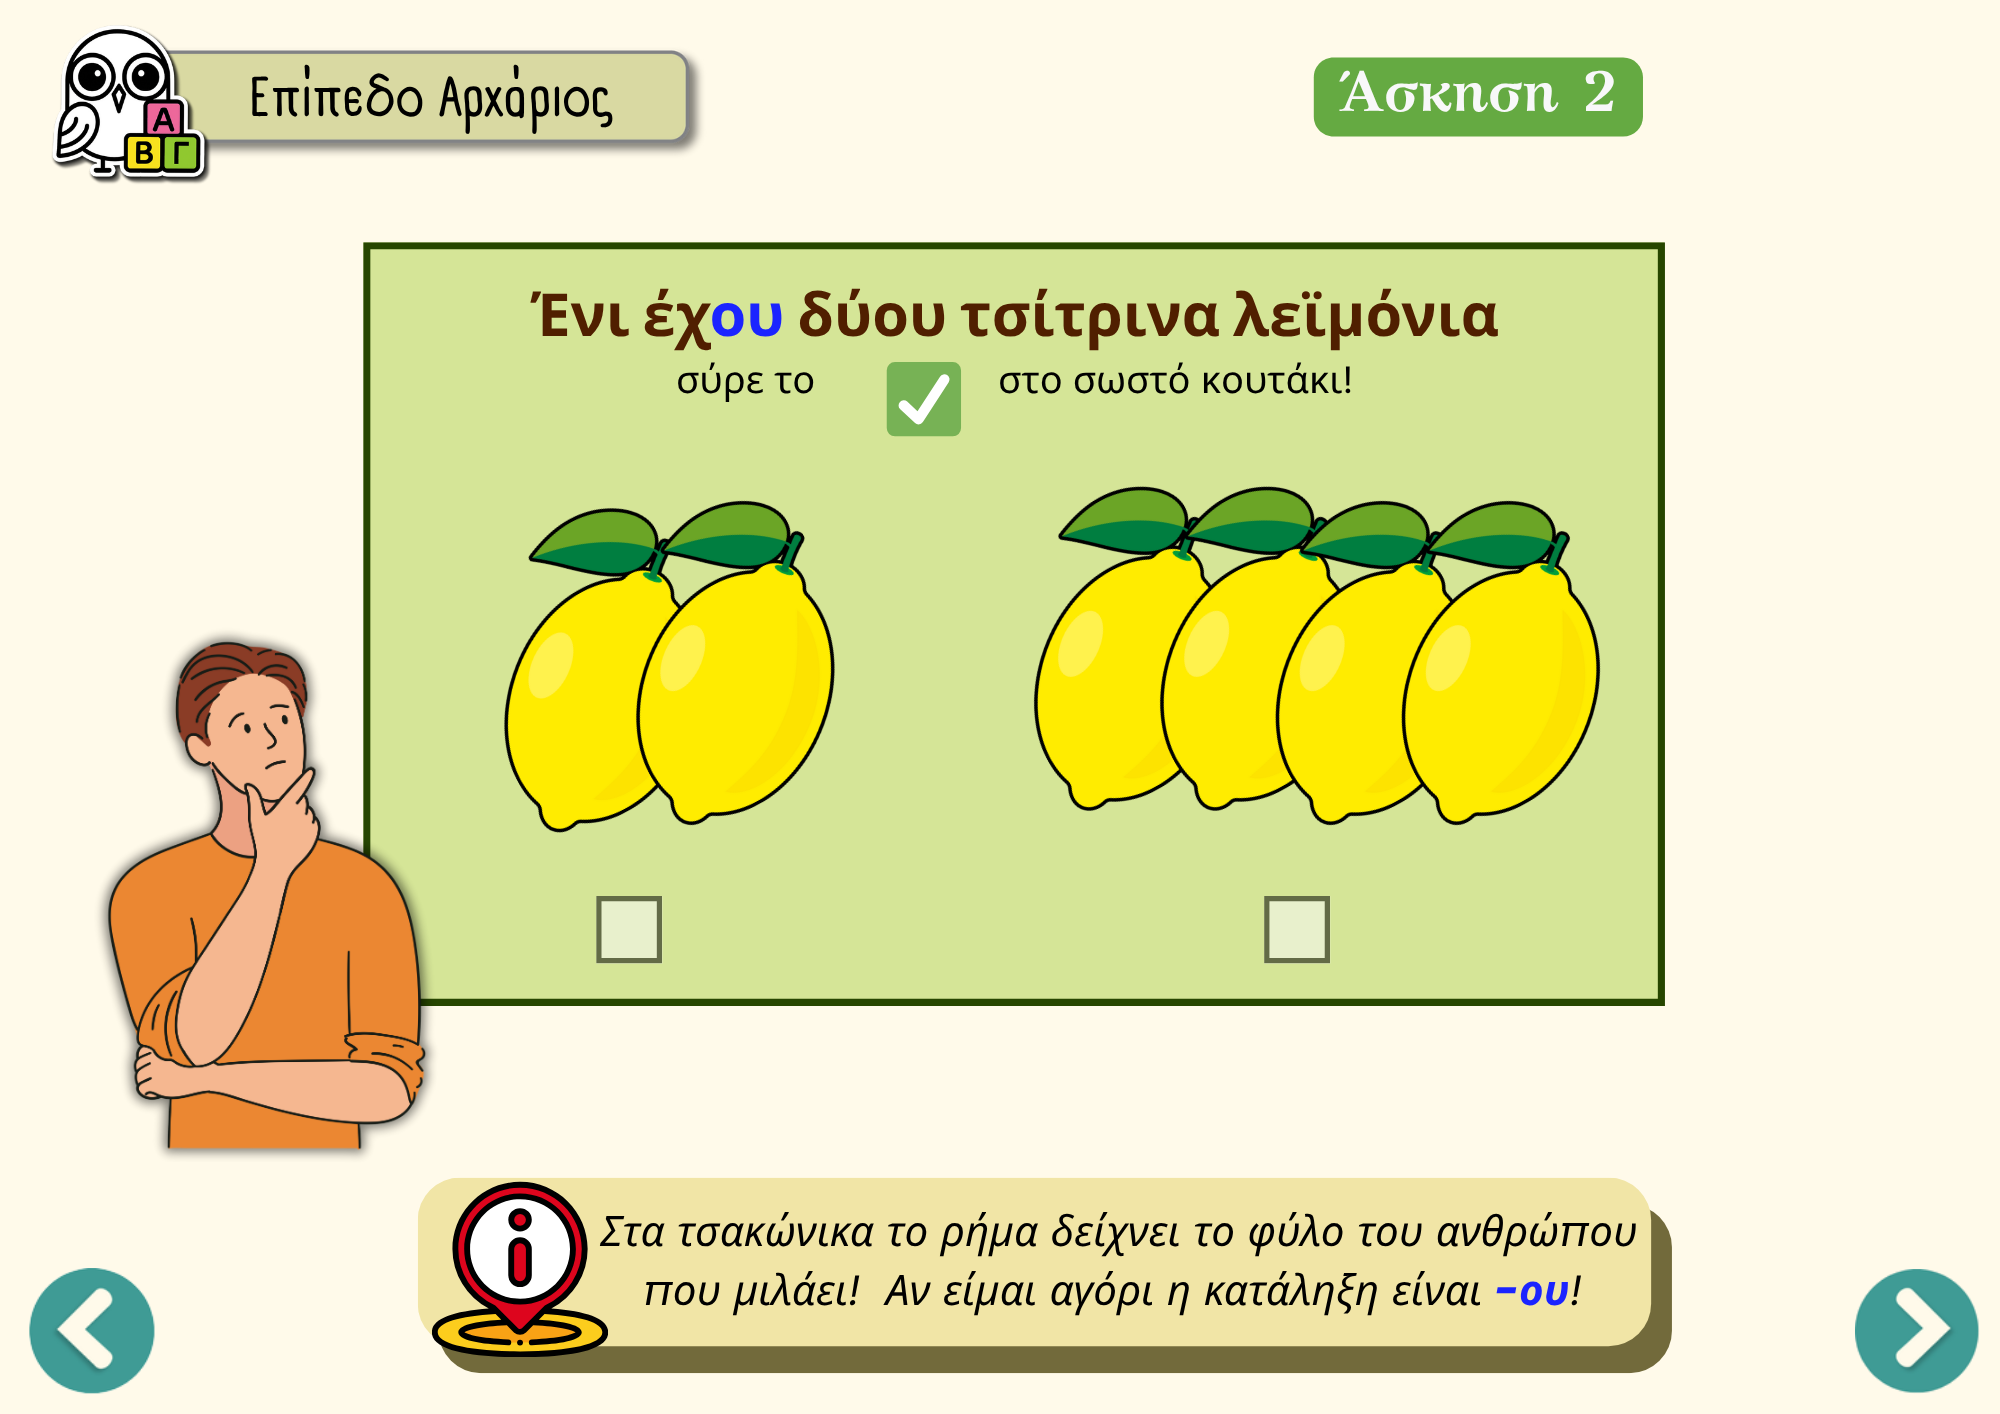 Επίπεδο Αρχάριος
Άσκηση 2
Α
Β Γ
Ένι έχου δύου τσίτρινα λεϊμόνια
σύρε το στο σωστό κουτάκι!
Στα τσακώνικα το ρήμα δείχνει το φύλο του ανθρώπου
που μιλάει! Αν είμαι αγόρι η κατάληξη είναι -ου!